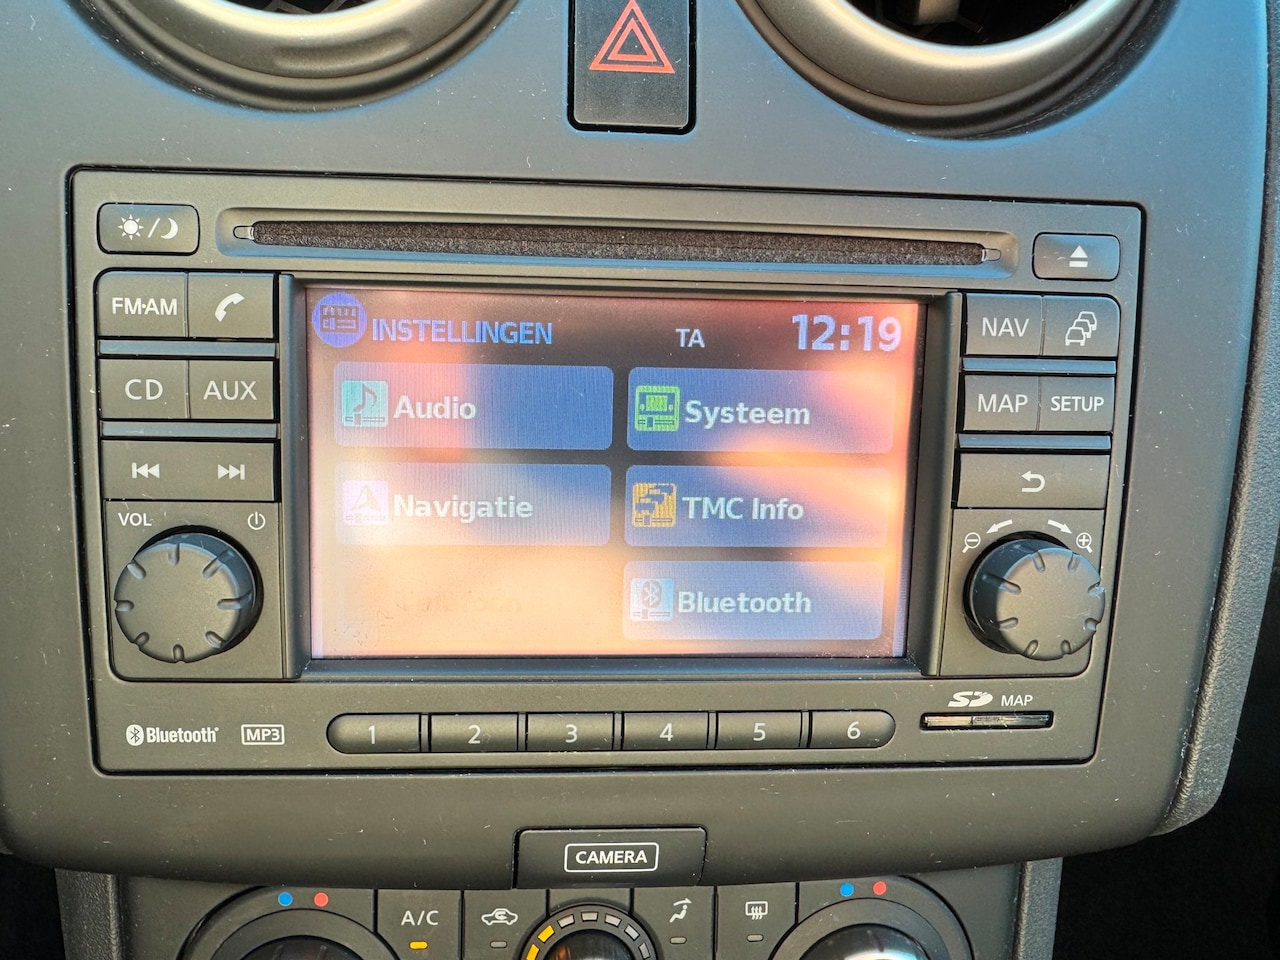 FM·AM
CD
AUX
VOL
INSTELLINGEN
TA
12:19
Audio
Systeem
Navigatie
TMC Info
Bluetooth
NAV
MAP
SETUP
SD MAP
Bluetooth
MP3
1 2 3 4 5 6
CAMERA
A/C